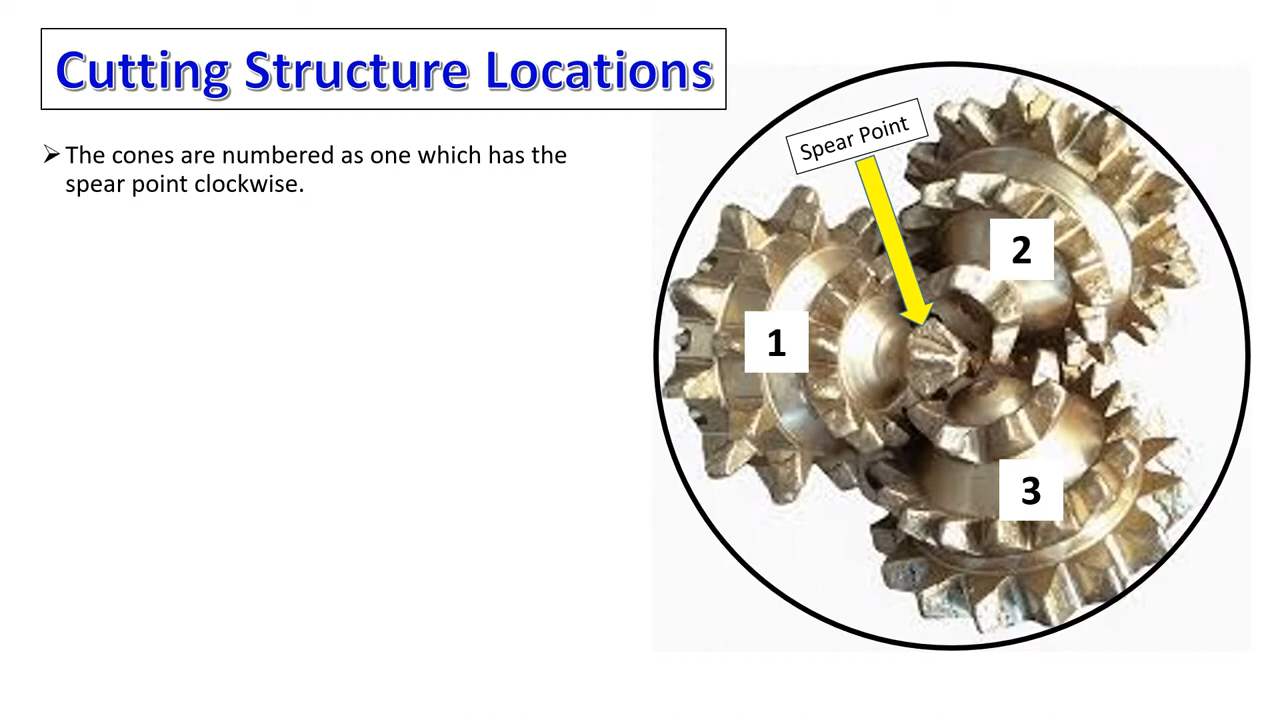 Cutting Structure Locations
➢ The cones are numbered as one which has the
spear point clockwise.
Spear Point
2
1
3